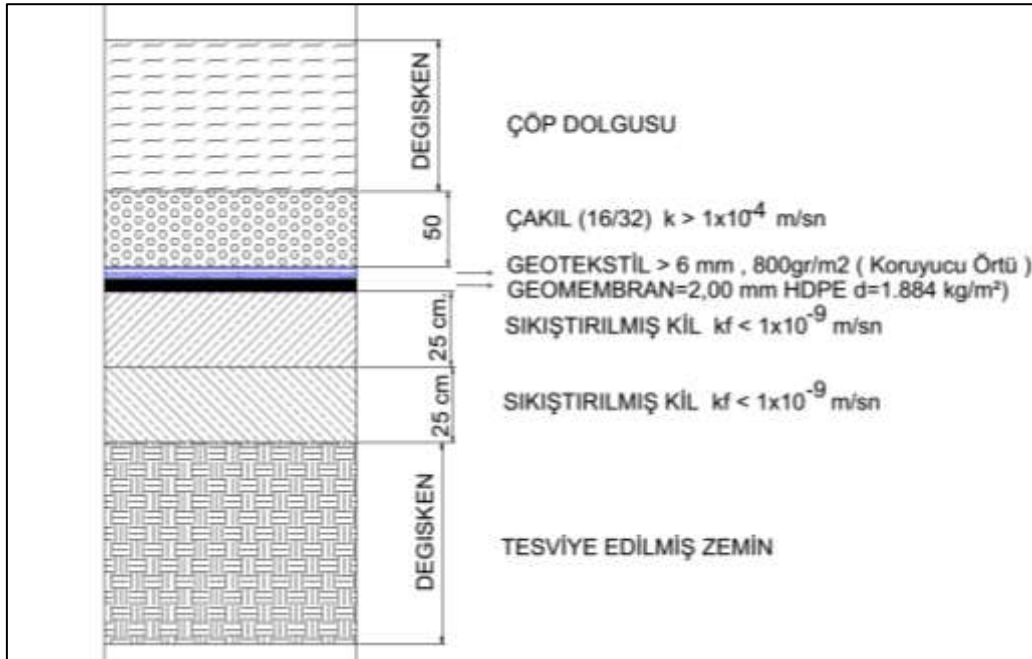 DEGISKEN
ÇÖP DOLGUSU
50
ÇAKIL (16/32) k > 1x10-4 m/sn
GEOTEKSTİL > 6 mm , 800gr/m2 ( Koruyucu Örtü )
GEOMEMBRAN=2,00 mm HDPE d=1.884 kg/m²)
25 cm.
SIKIŞTIRILMIŞ KİL kf < 1x10-9 m/sn
25 cm
SIKIŞTIRILMIŞ KİL kf < 1x10-9 m/sn
DEGISKEN
TESVİYE EDİLMİŞ ZEMİN